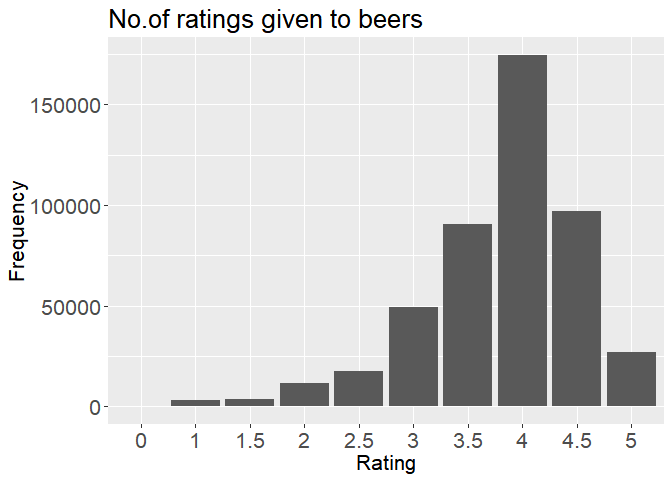 No.of ratings given to beers
Frequency
150000
100000
50000
0
0 1 1.5 2 2.5 3 3.5 4 4.5 5
Rating